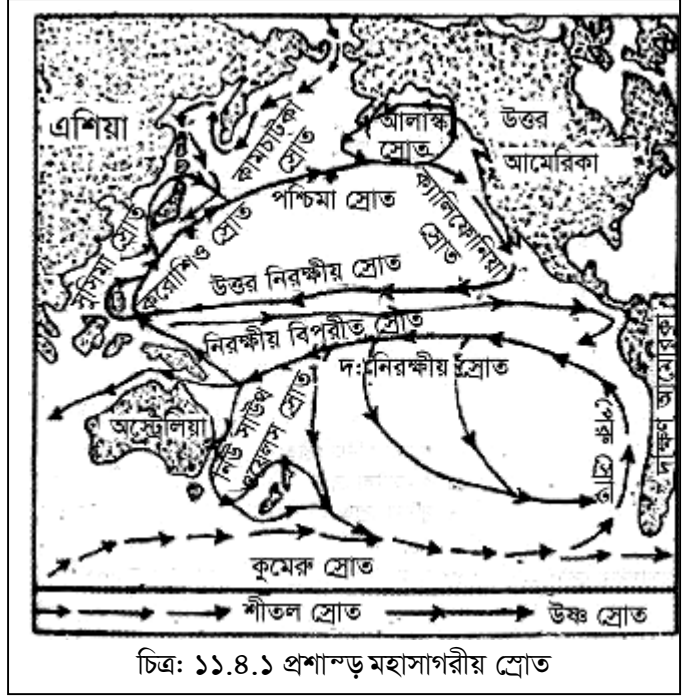 এশিয়া
কামচাটকা স্রোত
আলাস্ক স্রোত
উত্তর আমেরিকা
সুসিমা স্রোত
করোশিও স্রোত
পশ্চিমা স্রোত
কালিফোনিয়া স্রোত
উত্তর নিরক্ষীয় স্রোত
নিরক্ষীয় বিপরীত স্রোত
দ: নিরক্ষীয় স্রোত
অস্ট্রেলিয়া
নিউ সাউথ ওয়েলস স্রোত
পেরু স্রোত
দক্ষিণ আমেরিকা
কুমেরু স্রোত
শীতল স্রোত
উষ্ণ স্রোত
চিত্র: ১১.৪.১ প্রশান্ড় মহাসাগরীয় স্রোত